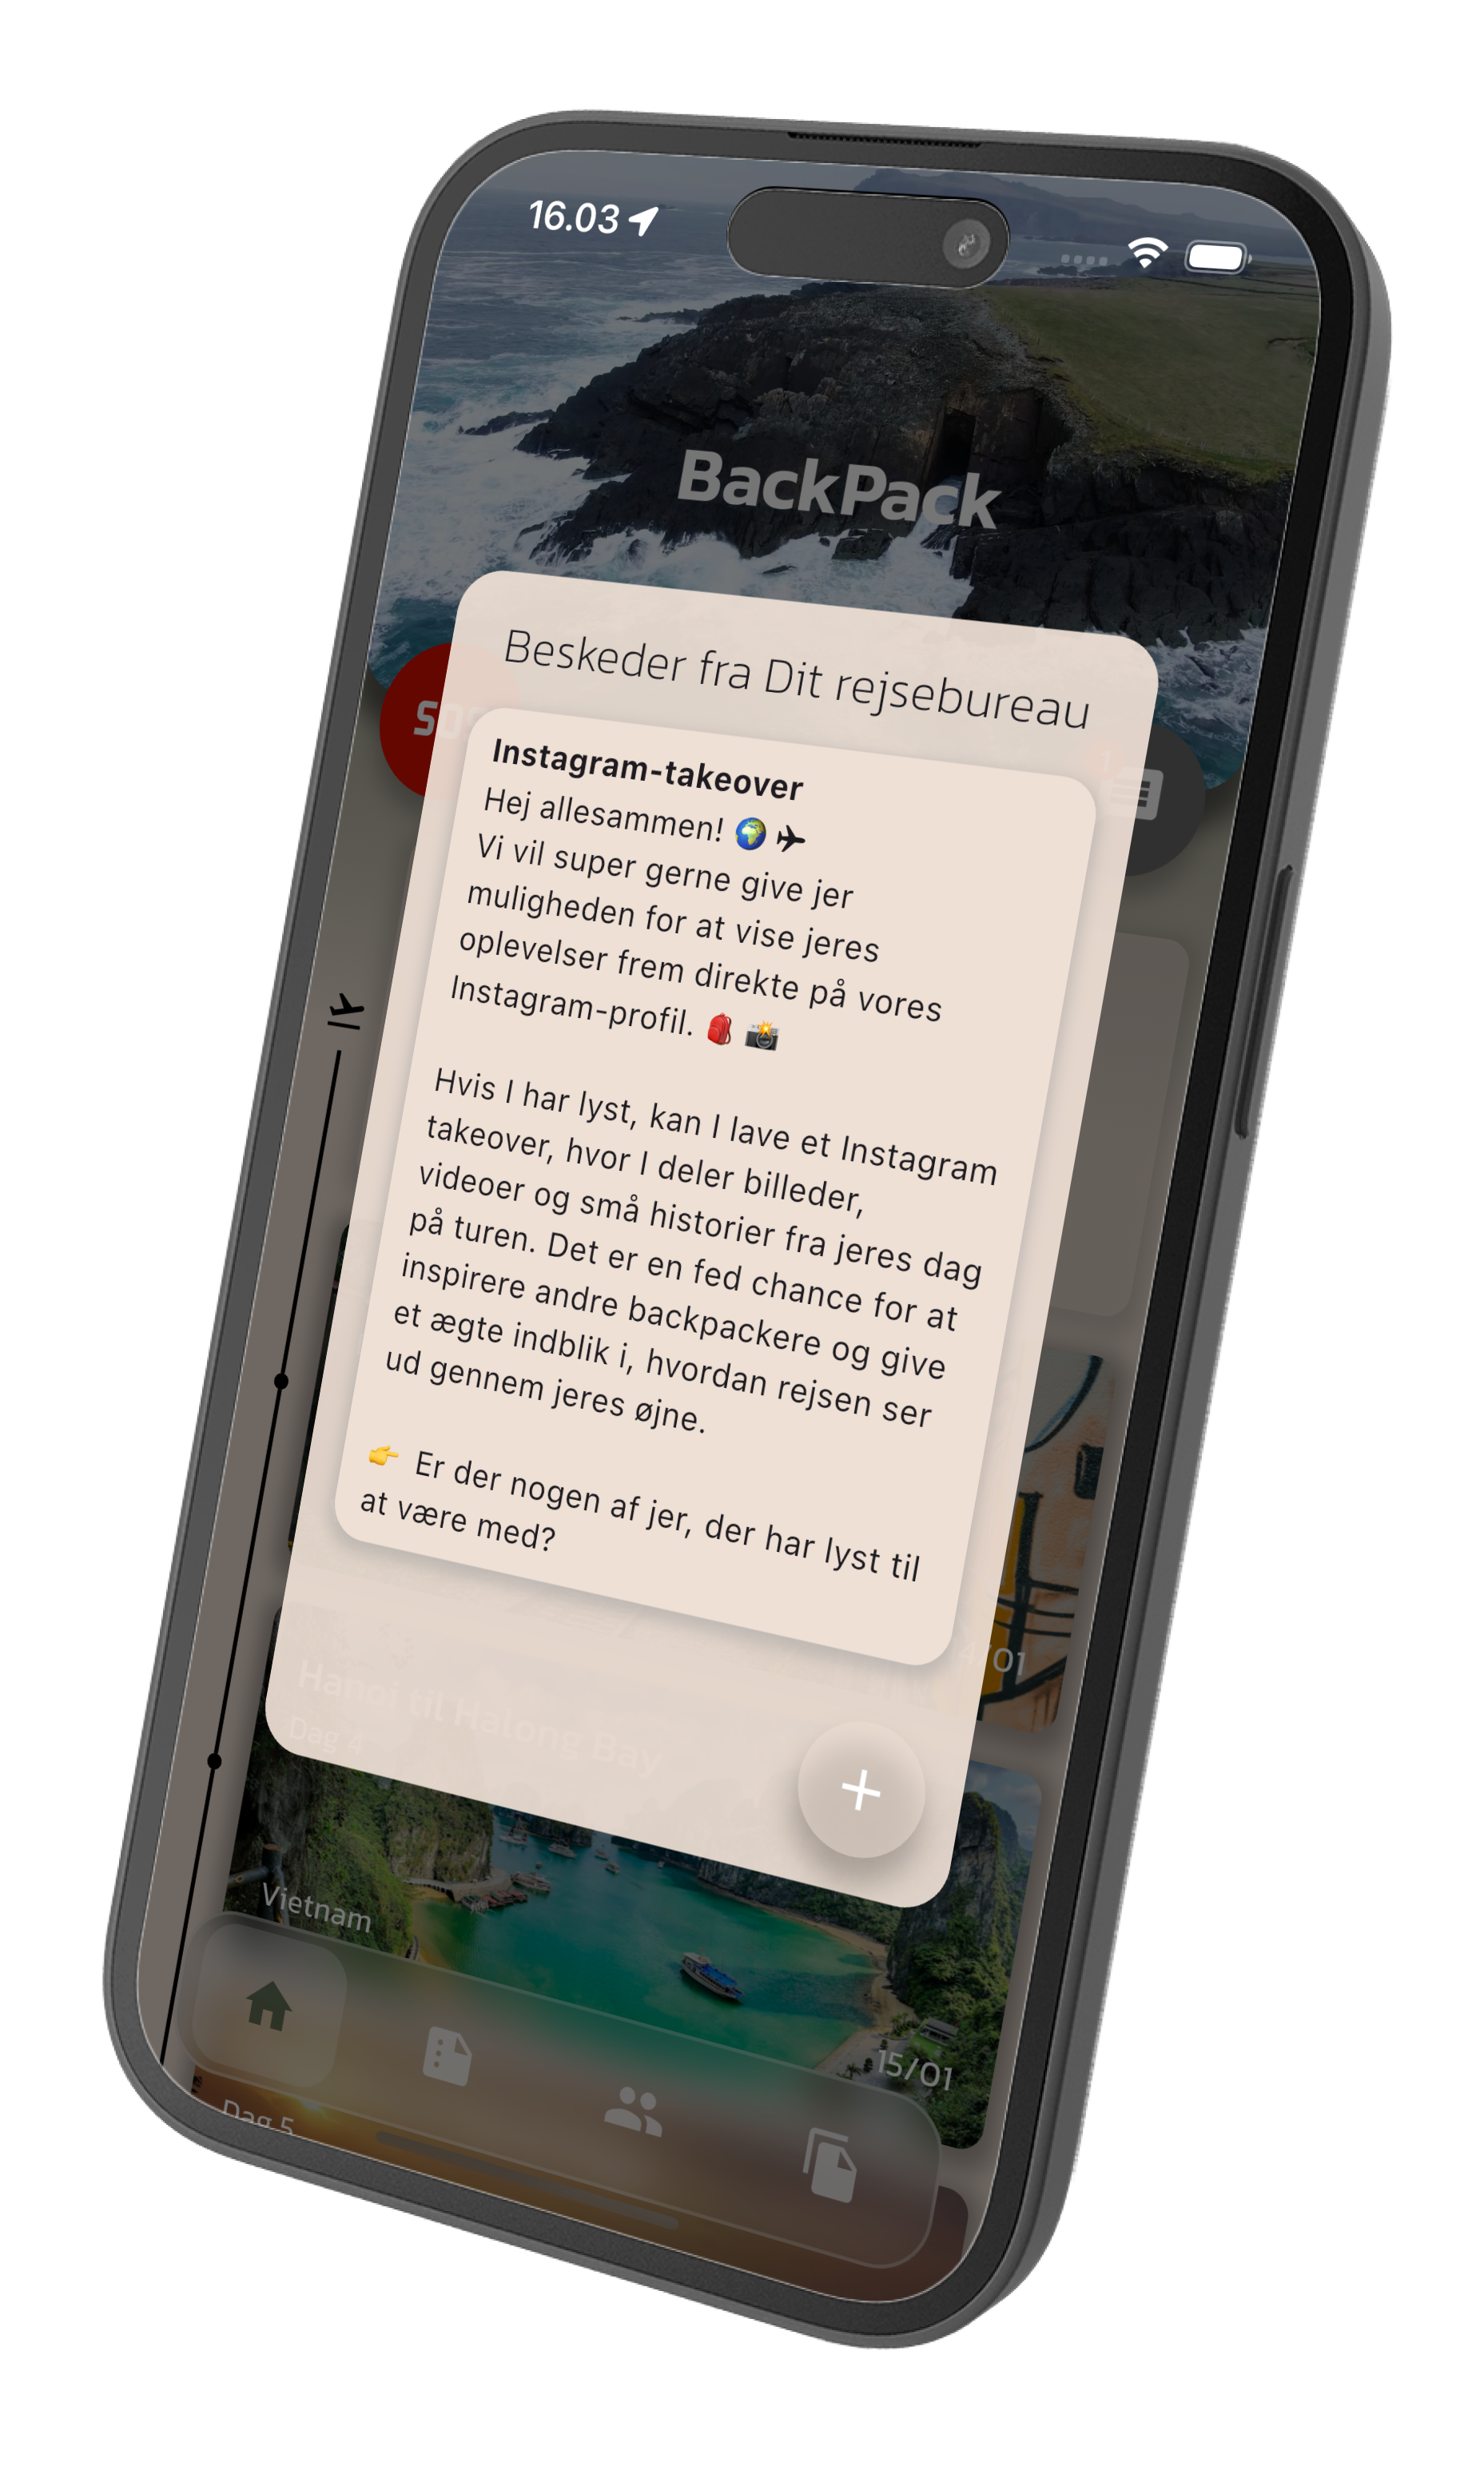 16.03
BackPack
Beskeder fra Dit rejsebureau
Instagram-takeover
Hej allesammen! 🌍 ✈
Vi vil super gerne give jer
muligheden for at vise jeres
oplevelser frem direkte på vores
Instagram-profil. 🎒 📸
Hvis I har lyst, kan I lave et Instagram
takeover, hvor I deler billeder,
videoer og små historier fra jeres dag
på turen. Det er en fed chance for at
inspirere andre backpackere og give
et ægte indblik i, hvordan rejsen ser
ud gennem jeres øjne.
👉 Er der nogen af jer, der har lyst til
at være med?
SOS
1
4/01
Hanoi til Halong Bay
Dag 4
+
Vietnam
15/01
Dag 5